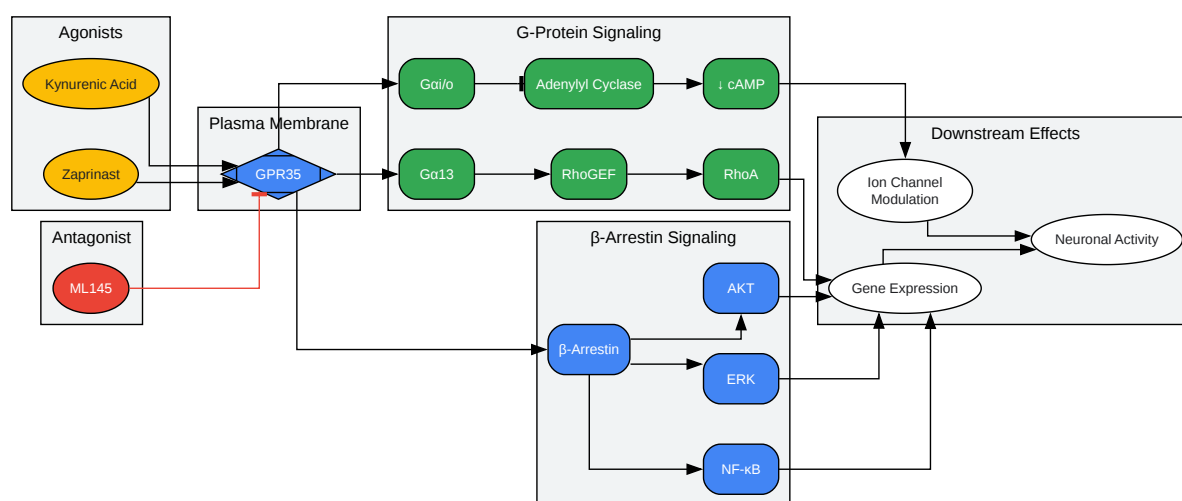 Agonists
Kynurenic Acid
Zaprinast
Antagonist
ML145
Plasma Membrane
GPR35
G-Protein Signaling
Gαi/o
Adenylyl Cyclase
↓ cAMP
Gα13
RhoGEF
RhoA
β-Arrestin Signaling
β-Arrestin
AKT
ERK
NF-κB
Downstream Effects
Ion Channel
Modulation
Neuronal Activity
Gene Expression